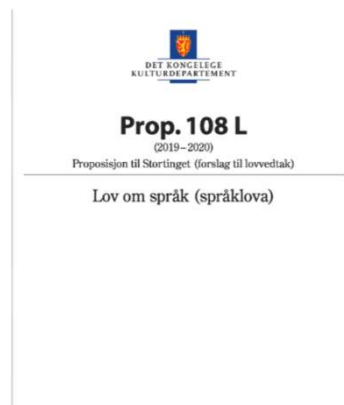 DET KONGELEGE
KULTURDEPARTEMENT
Prop. 108 L
(2019–2020)
Proposisjon til Stortinget (forslag til lovvedtak)
Lov om språk (språklova)